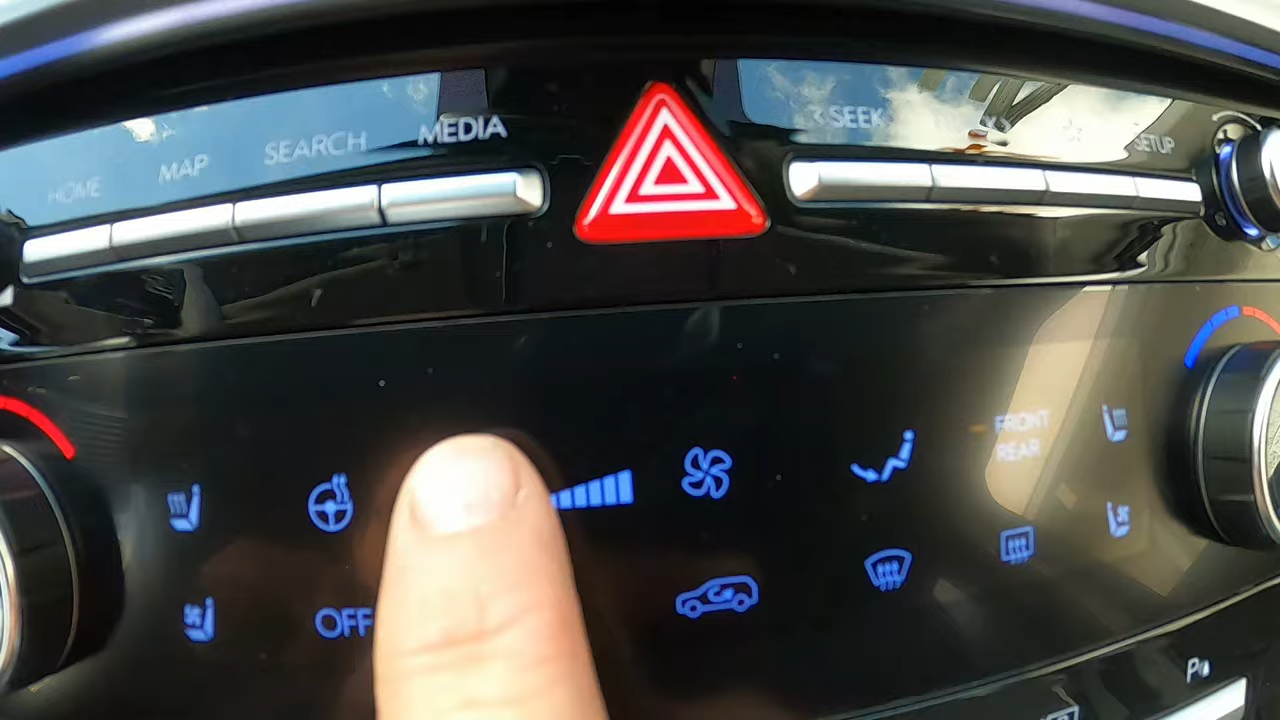 HOME
MAP
SEARCH
MEDIA
SEEK
SETUP
FRONT
REAR
OFF
P